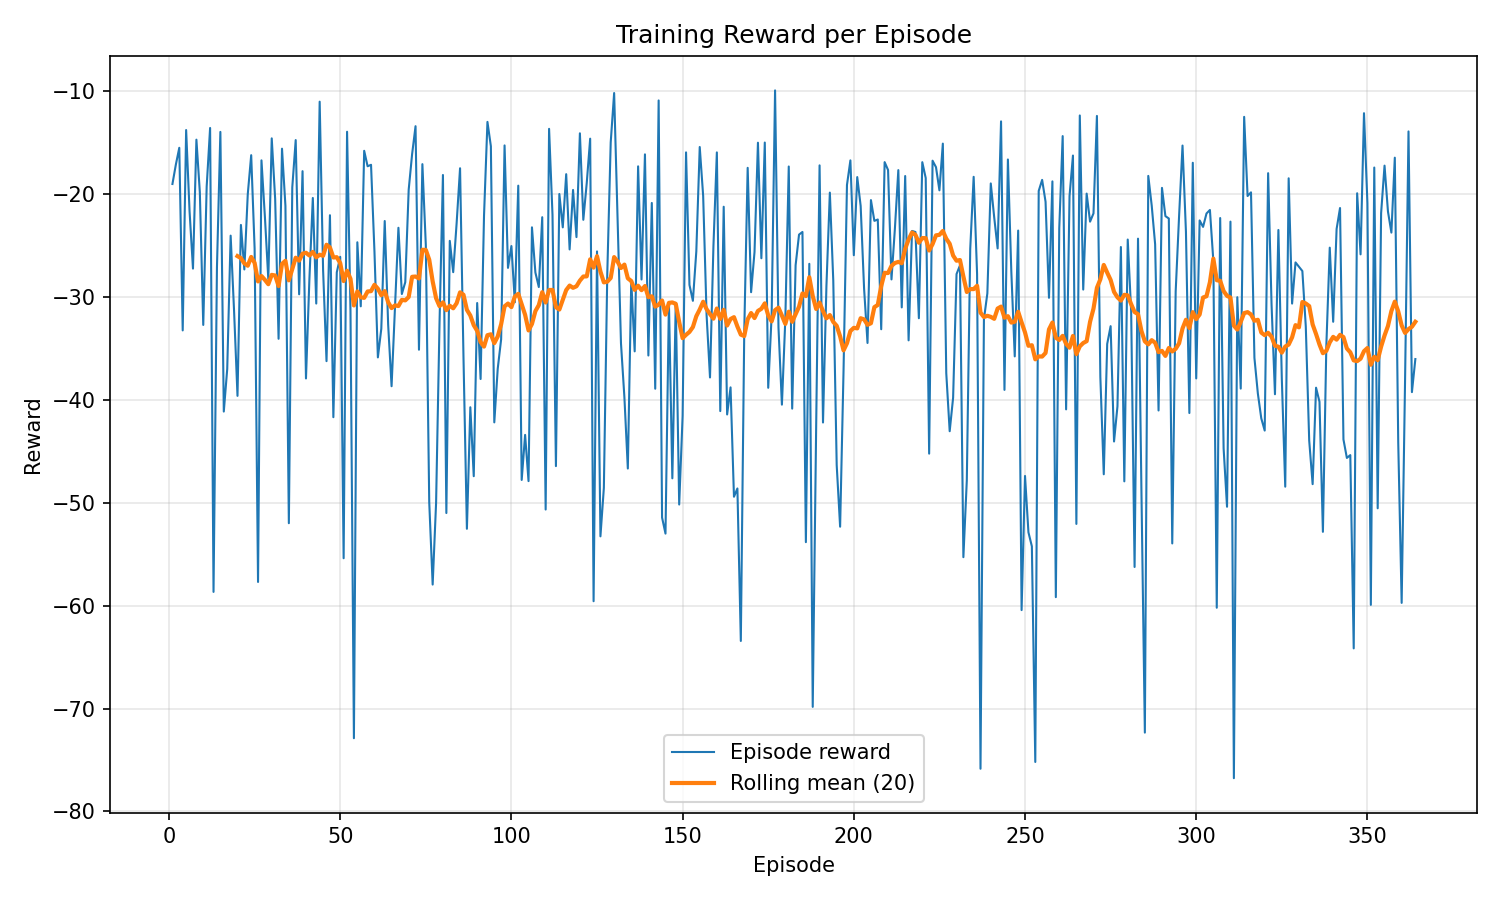 Training Reward per Episode
Reward
−10
−20
−30
−40
−50
−60
−70
−80
Episode reward
Rolling mean (20)
0 50 100 150 200 250 300 350
Episode